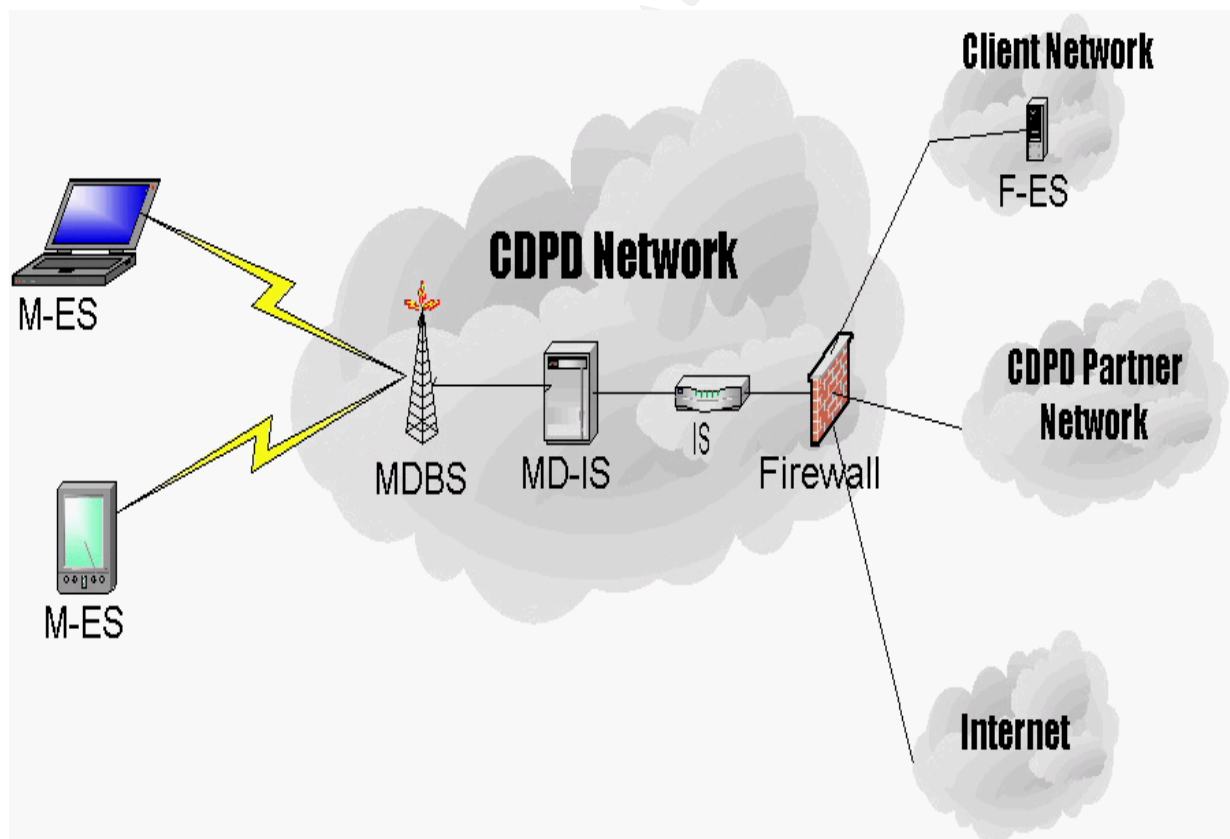 Client Network
F-ES
CDPD Network
M-ES
MDBS
MD-IS
IS
Firewall
CDPD Partner
Network
M-ES
Internet